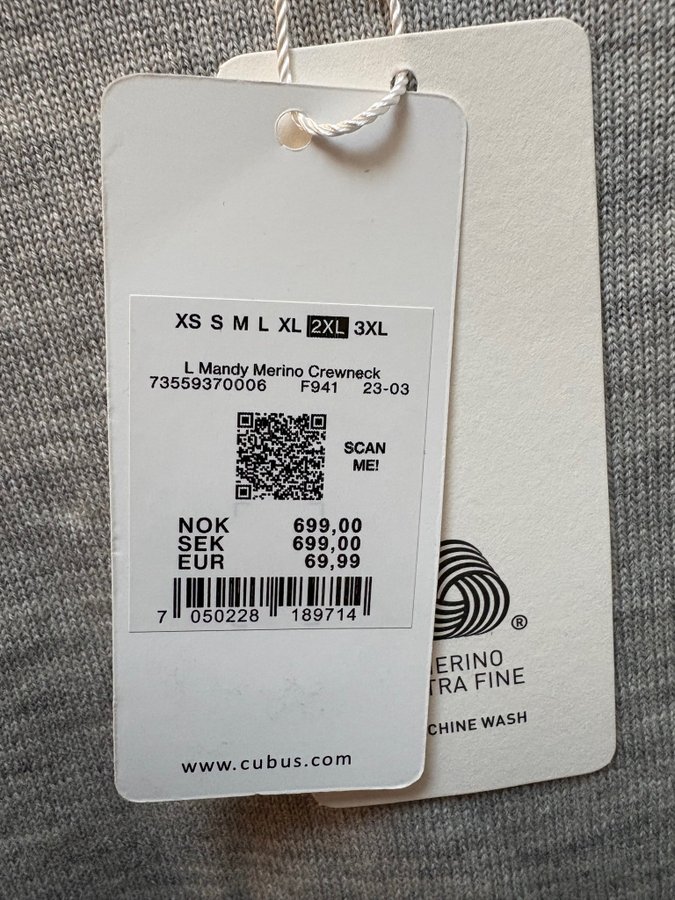 XS S M L XL 2XL 3XL
L Mandy Merino Crewneck
73559370006 F941 23-03
SCAN
ME!
NOK 699,00
SEK 699,00
EUR 69,99
7 050228 189714
www.cubus.com
®
ERINO
TRA FINE
CHINE WASH